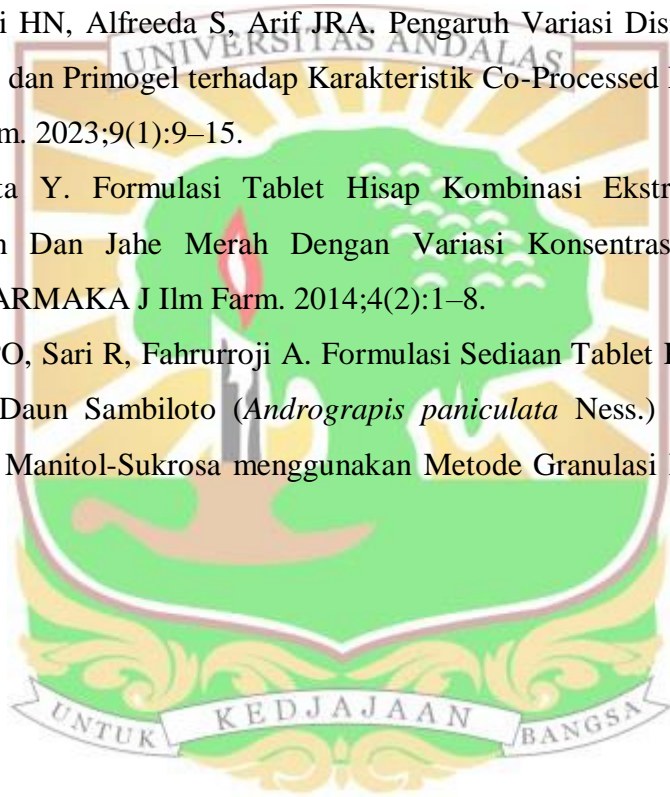 i HN, Alfreeda S, Arif JRA. Pengaruh Variasi Dis
UNIVERSITAS ANDALAS
dan Primogel terhadap Karakteristik Co-Processed
m. 2023;9(1):9–15.
ta Y. Formulasi Tablet Hisap Kombinasi Ekstr
n Dan Jahe Merah Dengan Variasi Konsentras
ARMAKA J Ilm Farm. 2014;4(2):1–8.
PO, Sari R, Fahrurroji A. Formulasi Sediaan Tablet
Daun Sambiloto (Andrograpis paniculata Ness.)
Manitol-Sukrosa menggunakan Metode Granulasi
UNTUK KEDJAJAAN BANGSA